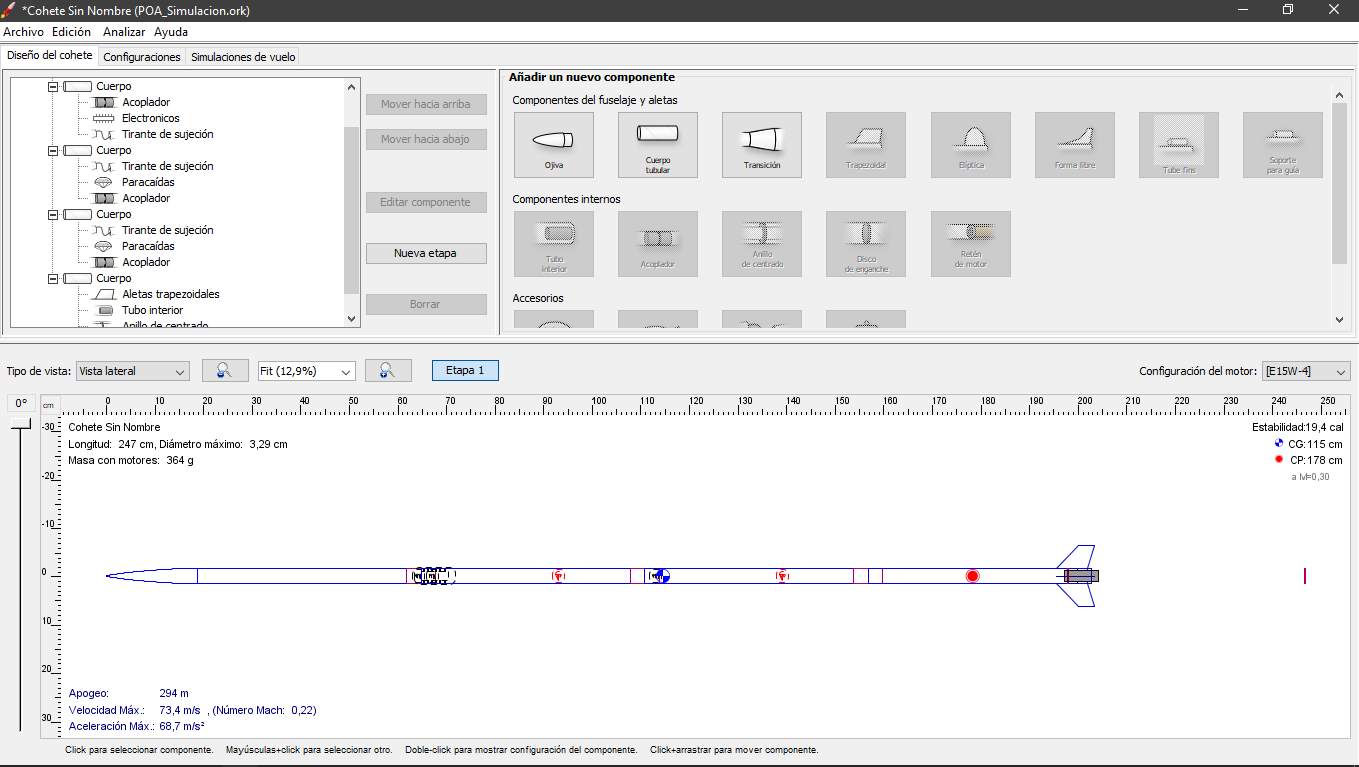 *Cohete Sin Nombre (POA_Simulacion.ork)
Archivo Edición Analizar Ayuda
Diseño del cohete Configuraciones Simulaciones de vuelo
Cuerpo
Acoplador
Electronicos
Tirante de sujeción
Cuerpo
Tirante de sujeción
Paracaídas
Acoplador
Cuerpo
Tirante de sujeción
Paracaídas
Acoplador
Cuerpo
Aletas trapezoidales
Tubo interior
Anillo de centrado
Mover hacia arriba
Mover hacia abajo
Editar componente
Nueva etapa
Borrar
Añadir un nuevo componente
Componentes del fuselaje y aletas
Ojiva
Cuerpo
tubular
Transición
Trapezoidal
Elíptica
Forma libre
Tube fins
Soporte
para guía
Componentes internos
Tubo
interior
Acoplador
Anillo
de centrado
Disco
de enganche
Retén
de motor
Accesorios
Tipo de vista: Vista lateral Fit (12,9%) Etapa 1 Configuración del motor: [E15W-4]
0°
cm
0 10 20 30 40 50 60 70 80 90 100 110 120 130 140 150 160 170 180 190 200 210 220 230 240 250
-30
-20
-10
0
10
20
30
Cohete Sin Nombre
Longitud: 247 cm, Diámetro máximo: 3,29 cm
Masa con motores: 364 g
Estabilidad:19,4 cal
CG:115 cm
CP:178 cm
a M=0,30
Apogeo: 294 m
Velocidad Máx.: 73,4 m/s , (Número Mach: 0,22)
Aceleración Máx.: 68,7 m/s²
Click para seleccionar componente. Mayúsculas+click para seleccionar otro. Doble-click para mostrar configuración del componente. Click+arrastrar para mover componente.